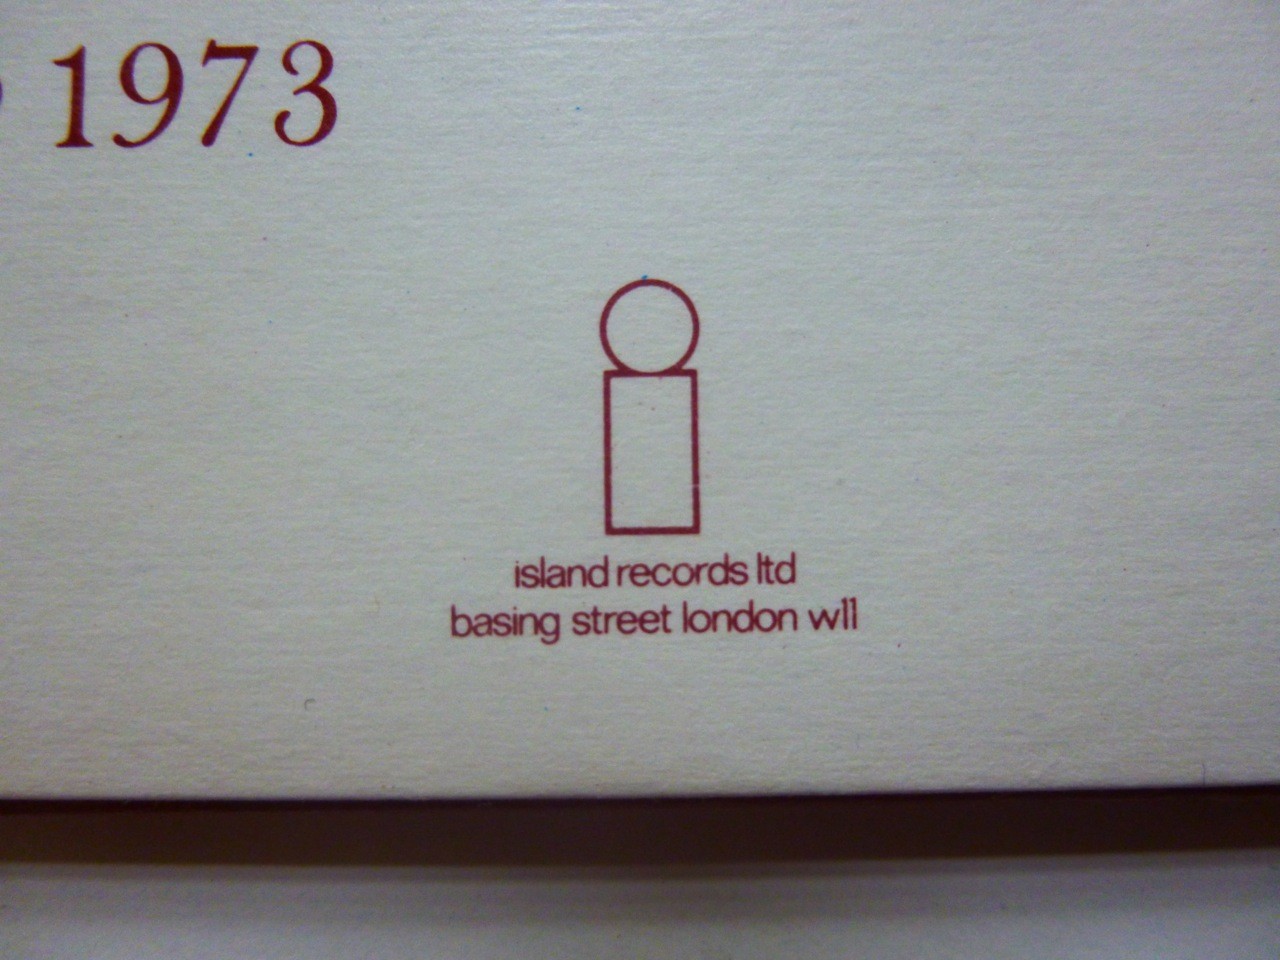 1973
island records ltd
basing street london w11